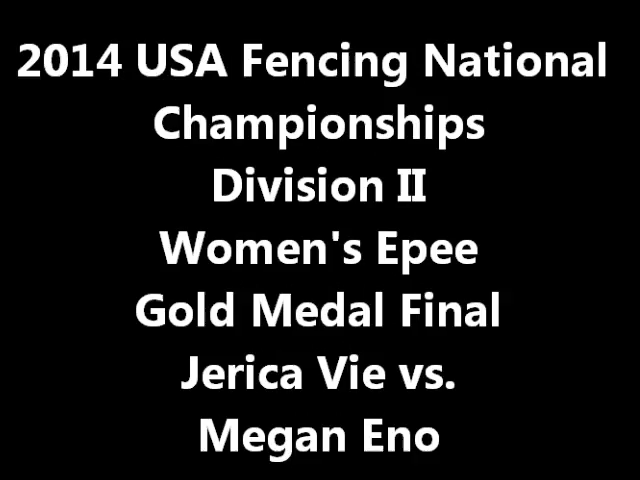 2014 USA Fencing National
Championships
Division II
Women's Epee
Gold Medal Final
Jerica Vie vs.
Megan Eno